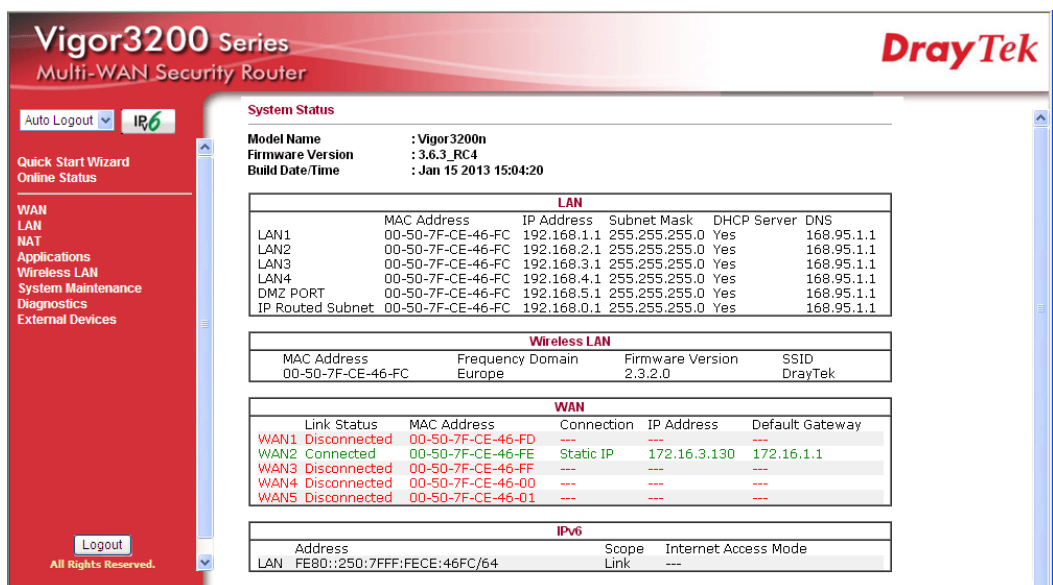 Vigor3200 Series
Multi-WAN Security Router
DrayTek
Auto Logout
IPv6
Quick Start Wizard
Online Status
WAN
LAN
NAT
Applications
Wireless LAN
System Maintenance
Diagnostics
External Devices
Logout
All Rights Reserved.
System Status
Model Name : Vigor3200n
Firmware Version : 3.6.3_RC4
Build Date/Time : Jan 15 2013 15:04:20
LAN
MAC Address IP Address Subnet Mask DHCP Server DNS
LAN1 00-50-7F-CE-46-FC 192.168.1.1 255.255.255.0 Yes 168.95.1.1
LAN2 00-50-7F-CE-46-FC 192.168.2.1 255.255.255.0 Yes 168.95.1.1
LAN3 00-50-7F-CE-46-FC 192.168.3.1 255.255.255.0 Yes 168.95.1.1
LAN4 00-50-7F-CE-46-FC 192.168.4.1 255.255.255.0 Yes 168.95.1.1
DMZ PORT 00-50-7F-CE-46-FC 192.168.5.1 255.255.255.0 Yes 168.95.1.1
IP Routed Subnet 00-50-7F-CE-46-FC 192.168.0.1 255.255.255.0 Yes 168.95.1.1
Wireless LAN
MAC Address Frequency Domain Firmware Version SSID
00-50-7F-CE-46-FC Europe 2.3.2.0 DrayTek
WAN
Link Status MAC Address Connection IP Address Default Gateway
WAN1 Disconnected 00-50-7F-CE-46-FD --- --- ---
WAN2 Connected 00-50-7F-CE-46-FE Static IP 172.16.3.130 172.16.1.1
WAN3 Disconnected 00-50-7F-CE-46-FF --- --- ---
WAN4 Disconnected 00-50-7F-CE-46-00 --- --- ---
WAN5 Disconnected 00-50-7F-CE-46-01 --- --- ---
IPv6
Address Scope Internet Access Mode
LAN FE80::250:7FFF:FECE:46FC/64 Link ---